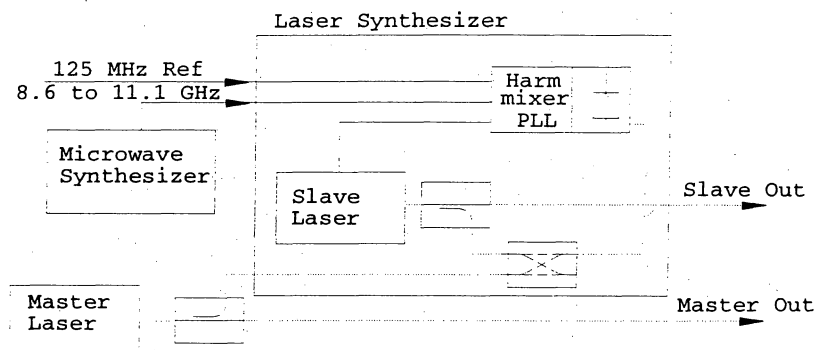 Laser Synthesizer
125 MHz Ref
8.6 to 11.1 GHz
Harm
mixer
PLL
Microwave
Synthesizer
Slave
Laser
Slave Out
Master
Laser
Master Out